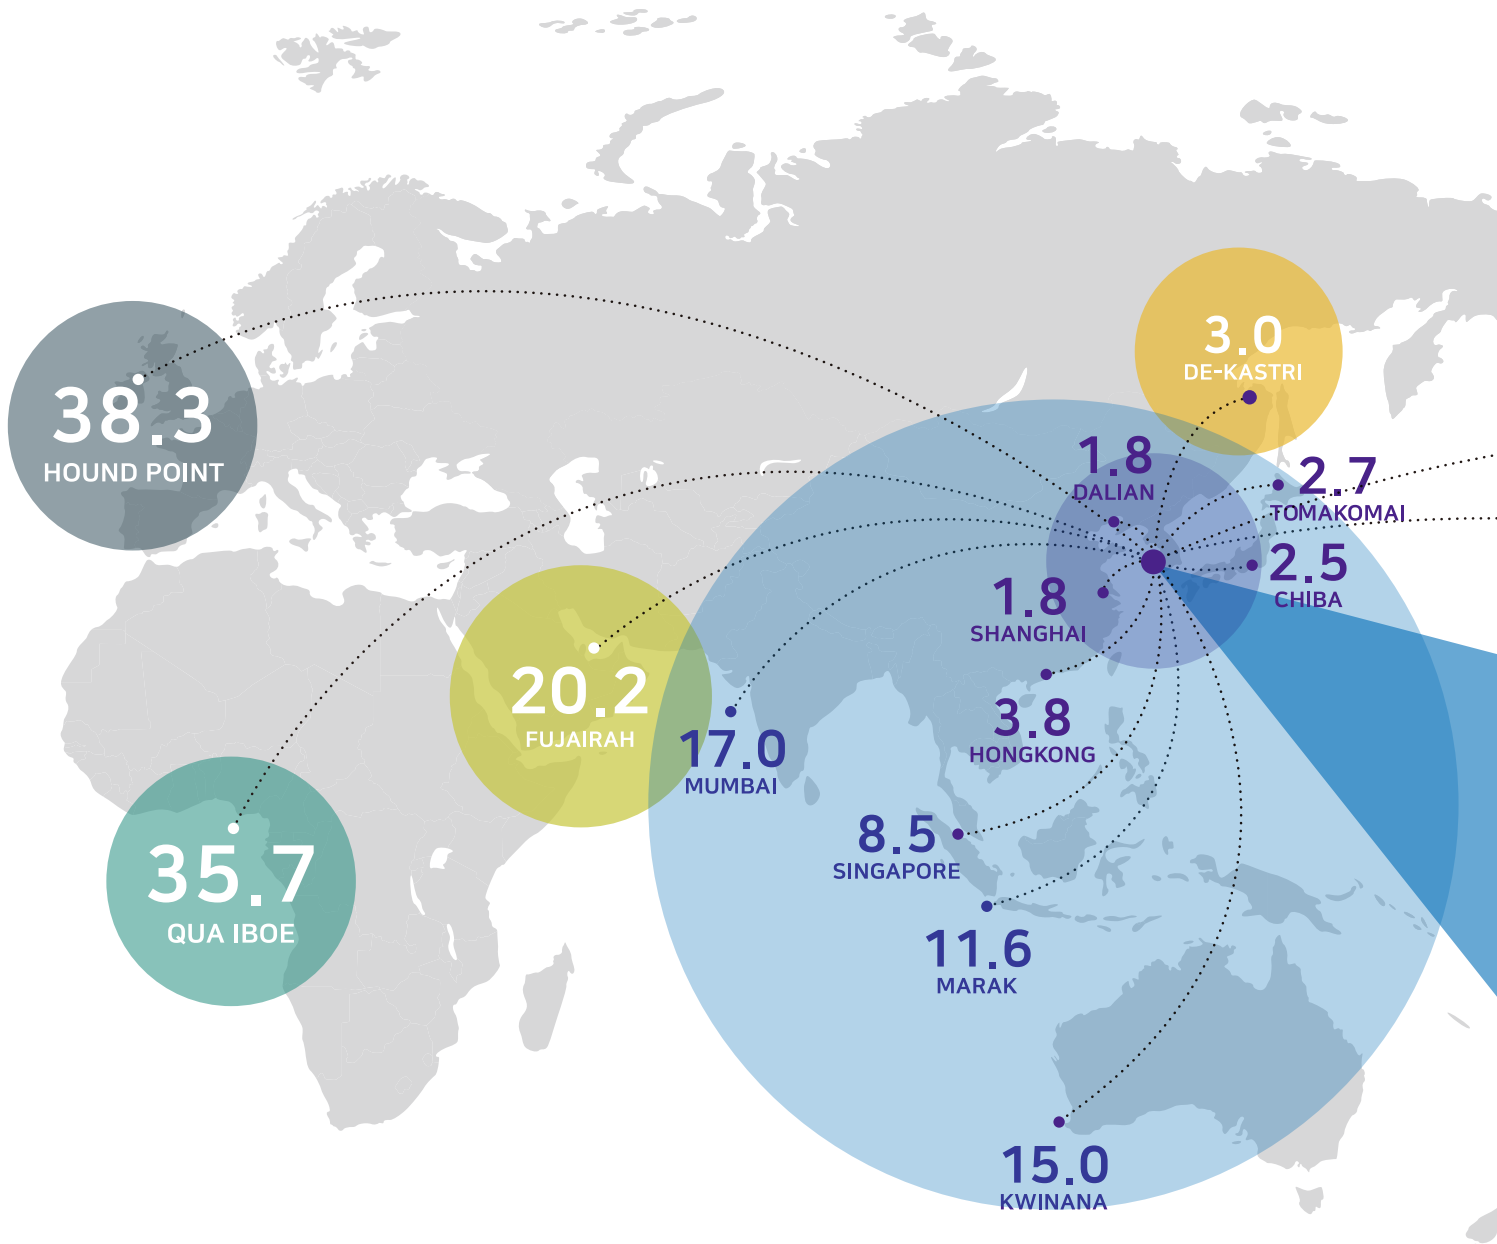 3.0
DE-KASTRI
38.3
HOUND POINT
1.8
DALIAN
2.7
TOMAKOMAI
2.5
CHIBA
1.8
SHANGHAI
20.2
FUJAIRAH
17.0
MUMBAI
3.8
HONGKONG
35.7
QUA IBOE
8.5
SINGAPORE
11.6
MARAK
15.0
KWINANA